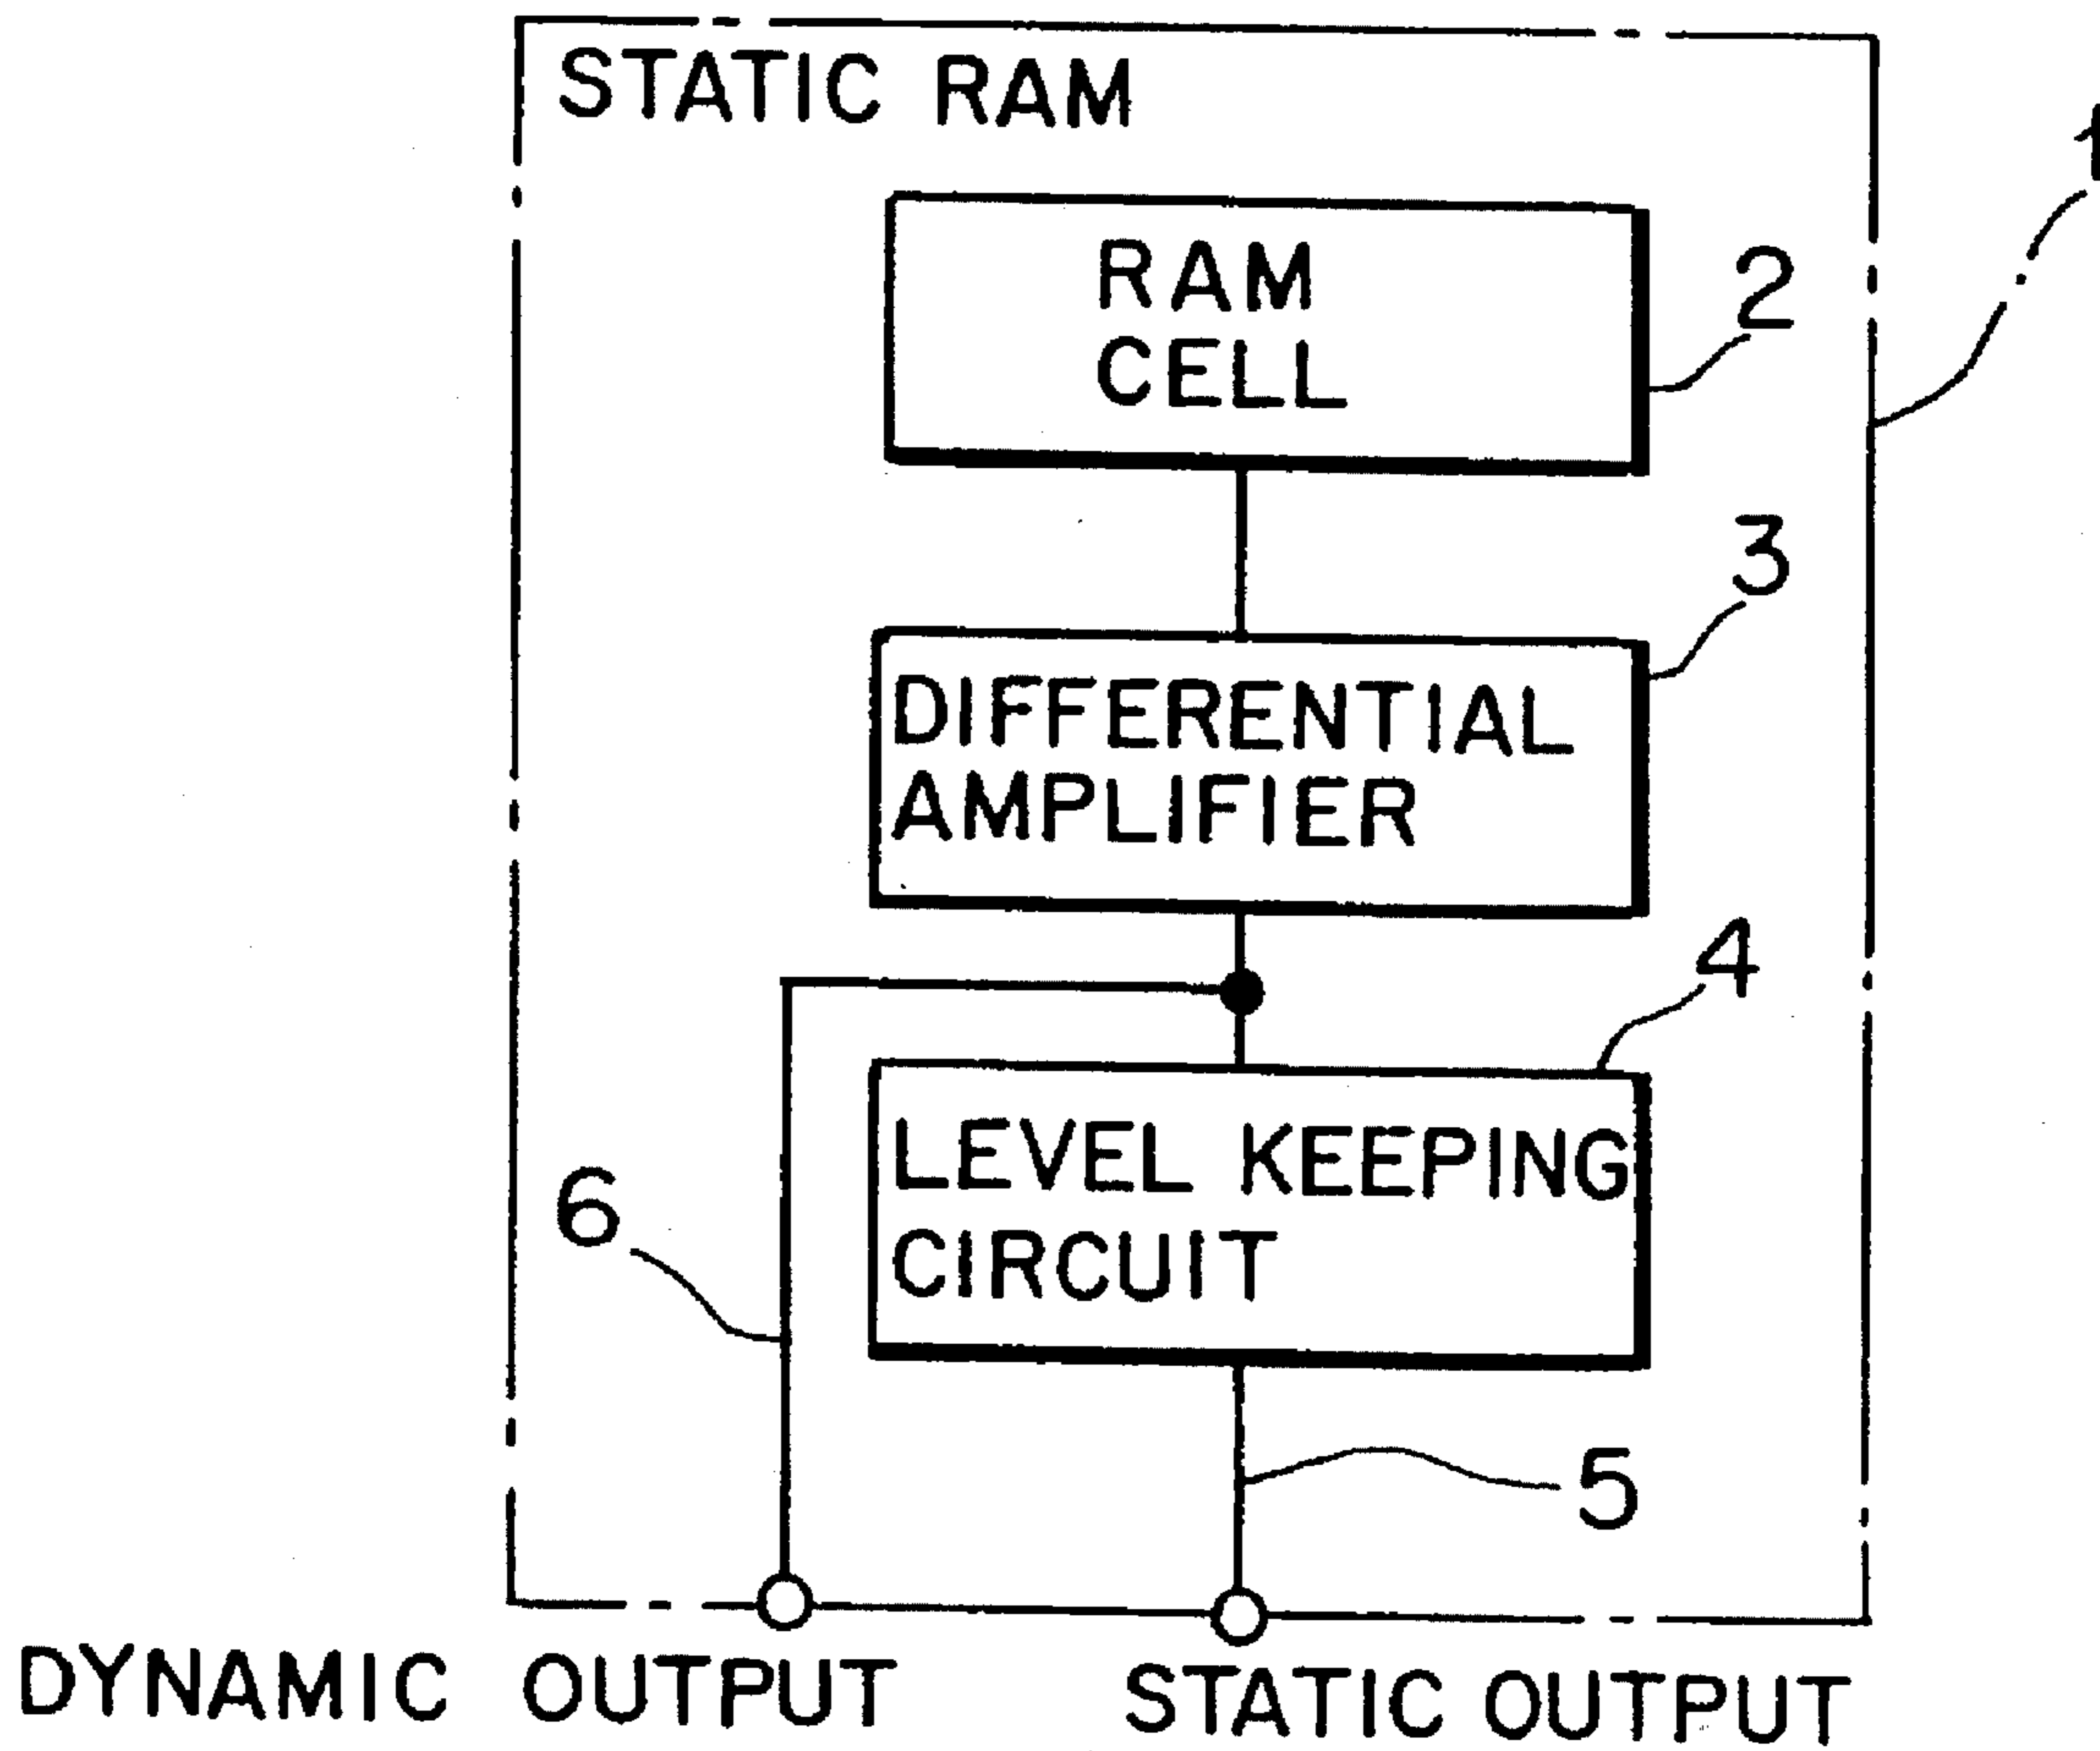 STATIC RAM
1
RAM
CELL
2
3
DIFFERENTIAL
AMPLIFIER
4
LEVEL KEEPING
CIRCUIT
6
5
DYNAMIC OUTPUT
STATIC OUTPUT